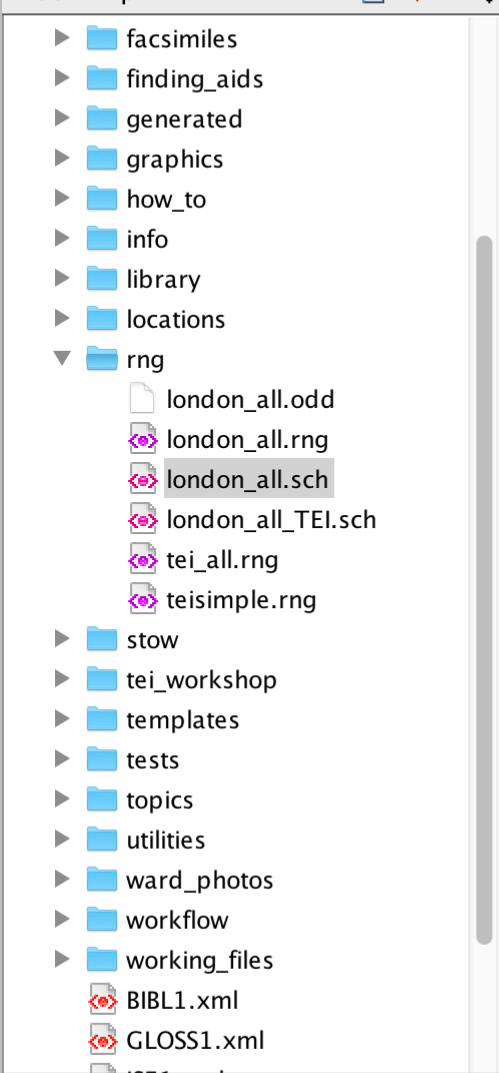 facsimiles
finding_aids
generated
graphics
how_to
info
library
locations
rng
london_all.odd
london_all.rng
london_all.sch
london_all_TEI.sch
tei_all.rng
teisimple.rng
stow
tei_workshop
templates
tests
topics
utilities
ward_photos
workflow
working_files
BIBL1.xml
GLOSS1.xml